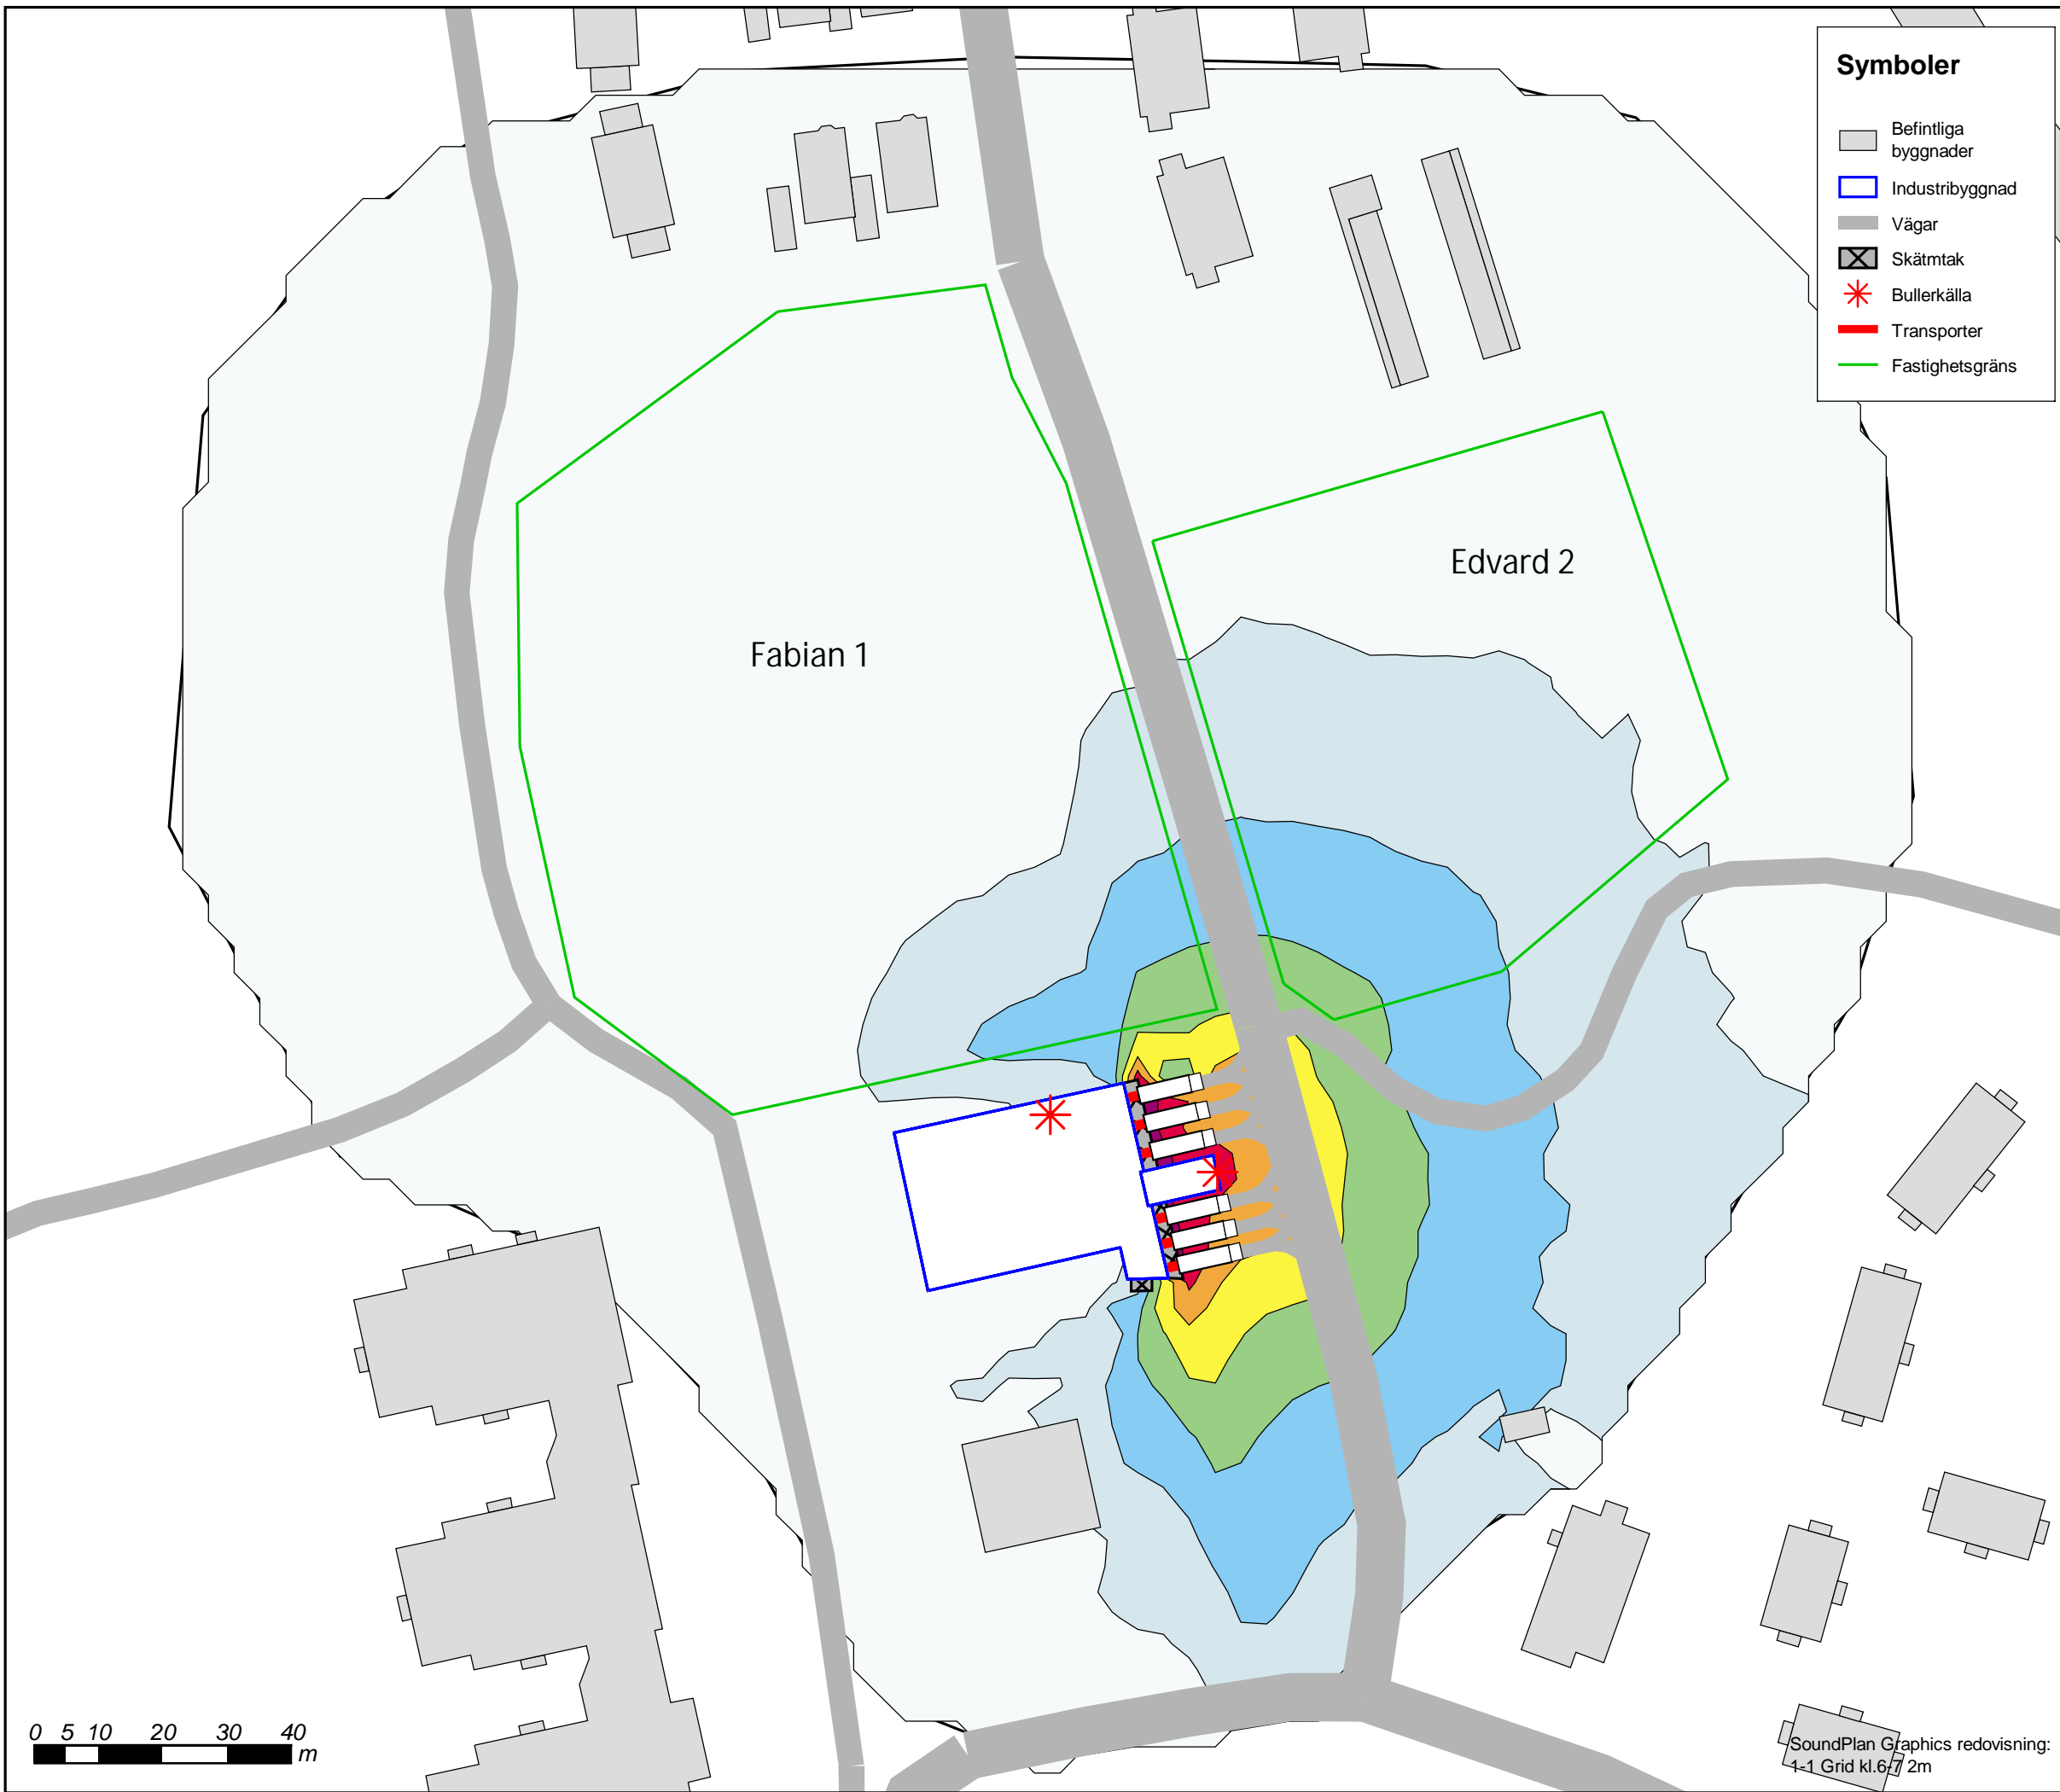 Symboler
Befintliga
byggnader
Industribyggnad
Vägar
Skätmtak
Bullerkälla
Transporter
Fastighetsgräns
Edvard 2
Fabian 1
0 5 10 20 30 40
m
SoundPlan Graphics redovisning:
1-1 Grid kl.6-7 2m